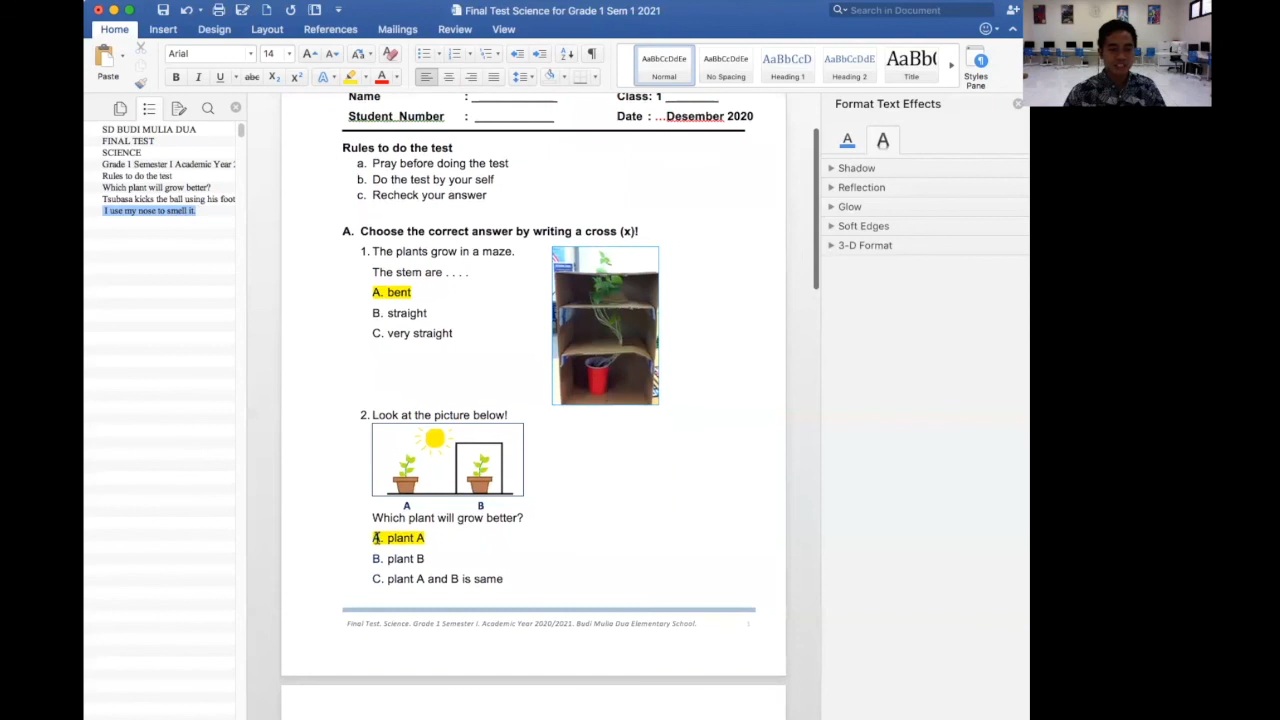 Final Test Science for Grade 1 Sem 1 2021
Search in Document
Home Insert Design Layout References Mailings Review View
Paste
Arial 14
AaBbCcDdEe AaBbCcDdEe AaBbCcD AaBbCcDdE AaBb(
Normal No Spacing Heading 1 Heading 2 Title
Styles
Pane
SD BUDI MULIA DUA
FINAL TEST
SCIENCE
Grade 1 Semester I Academic Year
Rules to do the test
Which plant will grow better?
Tsubasa kicks the ball using his foot
I use my nose to smell it.
Name : ______________ Class: 1 ________
Student Number : ______________ Date : …Desember 2020
Rules to do the test
a. Pray before doing the test
b. Do the test by your self
c. Recheck your answer
A. Choose the correct answer by writing a cross (x)!
1. The plants grow in a maze.
The stem are . . . .
A. bent
B. straight
C. very straight
2. Look at the picture below!
A B
Which plant will grow better?
A. plant A
B. plant B
C. plant A and B is same
Final Test. Science. Grade 1 Semester I. Academic Year 2020/2021. Budi Mulia Dua Elementary School. 1
Format Text Effects
Shadow
Reflection
Glow
Soft Edges
3-D Format